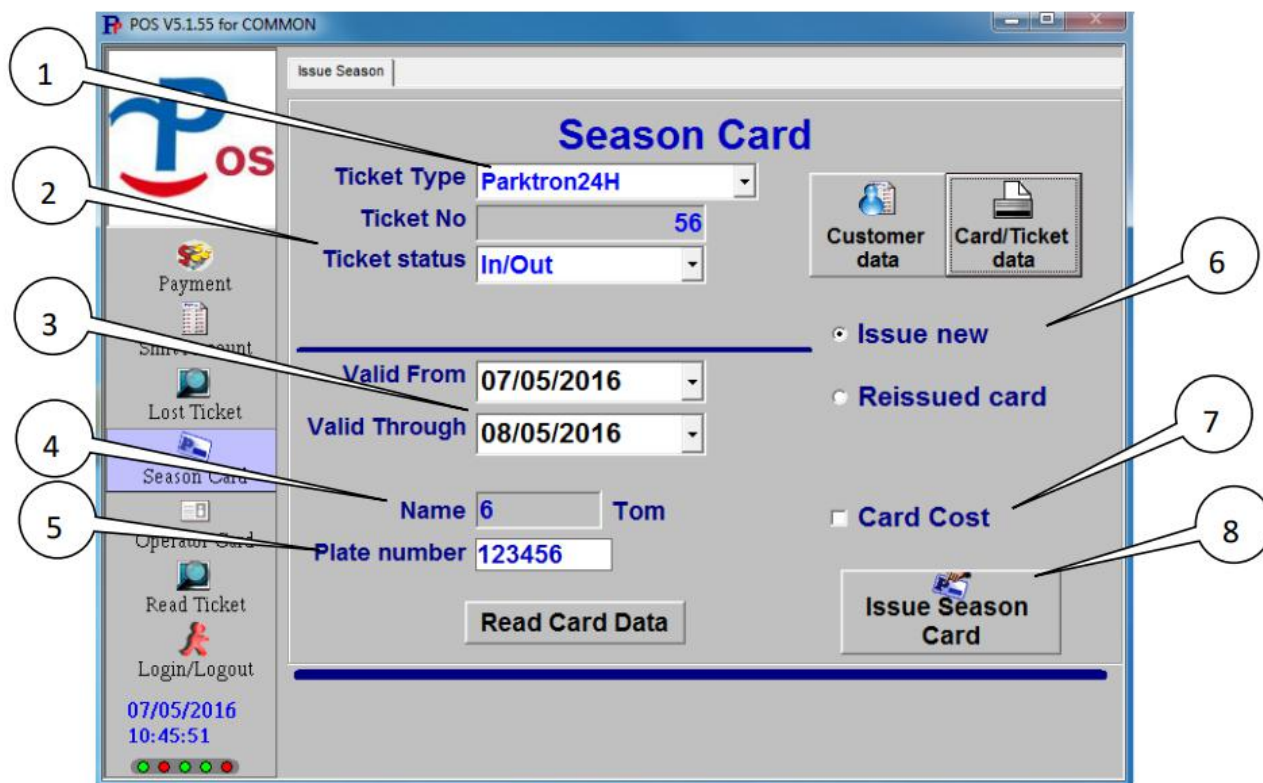 POS V5.1.55 for COMMON
Pos
Issue Season
Season Card
Ticket Type Parktron24H
Ticket No 56
Ticket status In/Out
Customer data
Card/Ticket data
Issue new
Reissued card
Valid From 07/05/2016
Valid Through 08/05/2016
Name 6 Tom
Plate number 123456
Card Cost
Read Card Data
Issue Season
Card
Payment
Lost Ticket
Season Card
Operator Card
Read Ticket
Login/Logout
07/05/2016
10:45:51
1
2
3
4
5
6
7
8